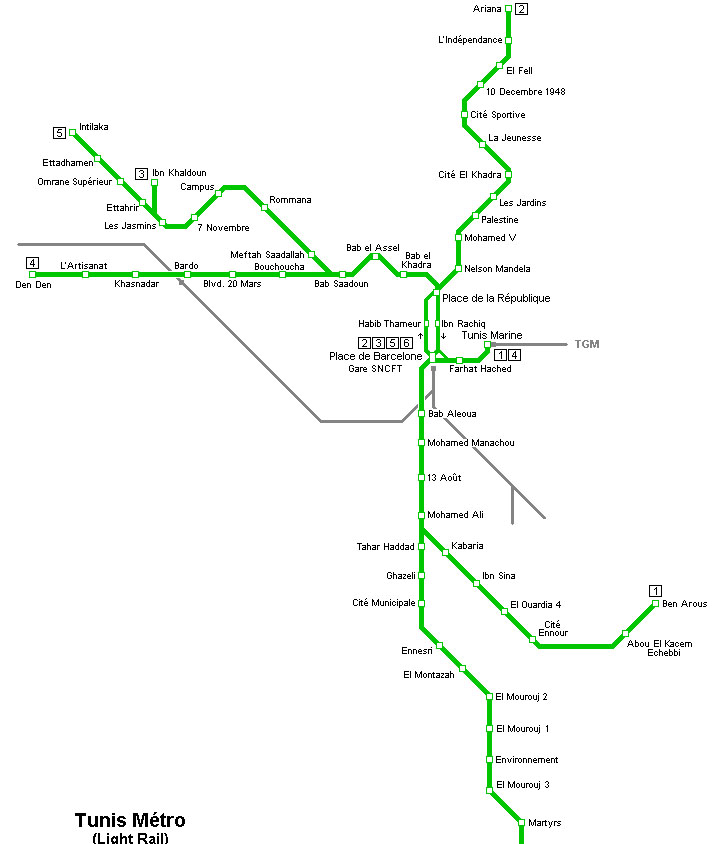 Ariana 2
L'Indépendance
El Fell
10 Decembre 1948
Cité Sportive
La Jeunesse
Cité El Khadra
Les Jardins
Palestine
Mohamed V
Nelson Mandela
5 Intilaka
Ettadhamen
Omrane Supérieur
Ettahrir
Les Jasmins
3 Ibn Khaldoun
7 Novembre
Campus
Rommana
Meftah Saadallah
4
Den Den
L'Artisanat
Khasnadar
Bardo
Blvd. 20 Mars
Bouchoucha
Bab Saadoun
Bab el Assel
Bab el
Khadra
Place de la République
Habib Thameur
Ibn Rachiq
2 3 5 6
Place de Barcelone
Gare SNCFT
Tunis Marine
TGM
1 4
Farhat Hached
Bab Aleoua
Mohamed Manachou
13 Août
Mohamed Ali
Tahar Haddad
Ghazeli
Cité Municipale
Ennesri
El Montazah
El Mourouj 2
El Mourouj 1
Environnement
El Mourouj 3
Martyrs
Kabaria
Ibn Sina
El Ouardia 4
Cité
Ennour
Abou El Kacem
Echebbi
1
Ben Arous
Tunis Métro
(Light Rail)